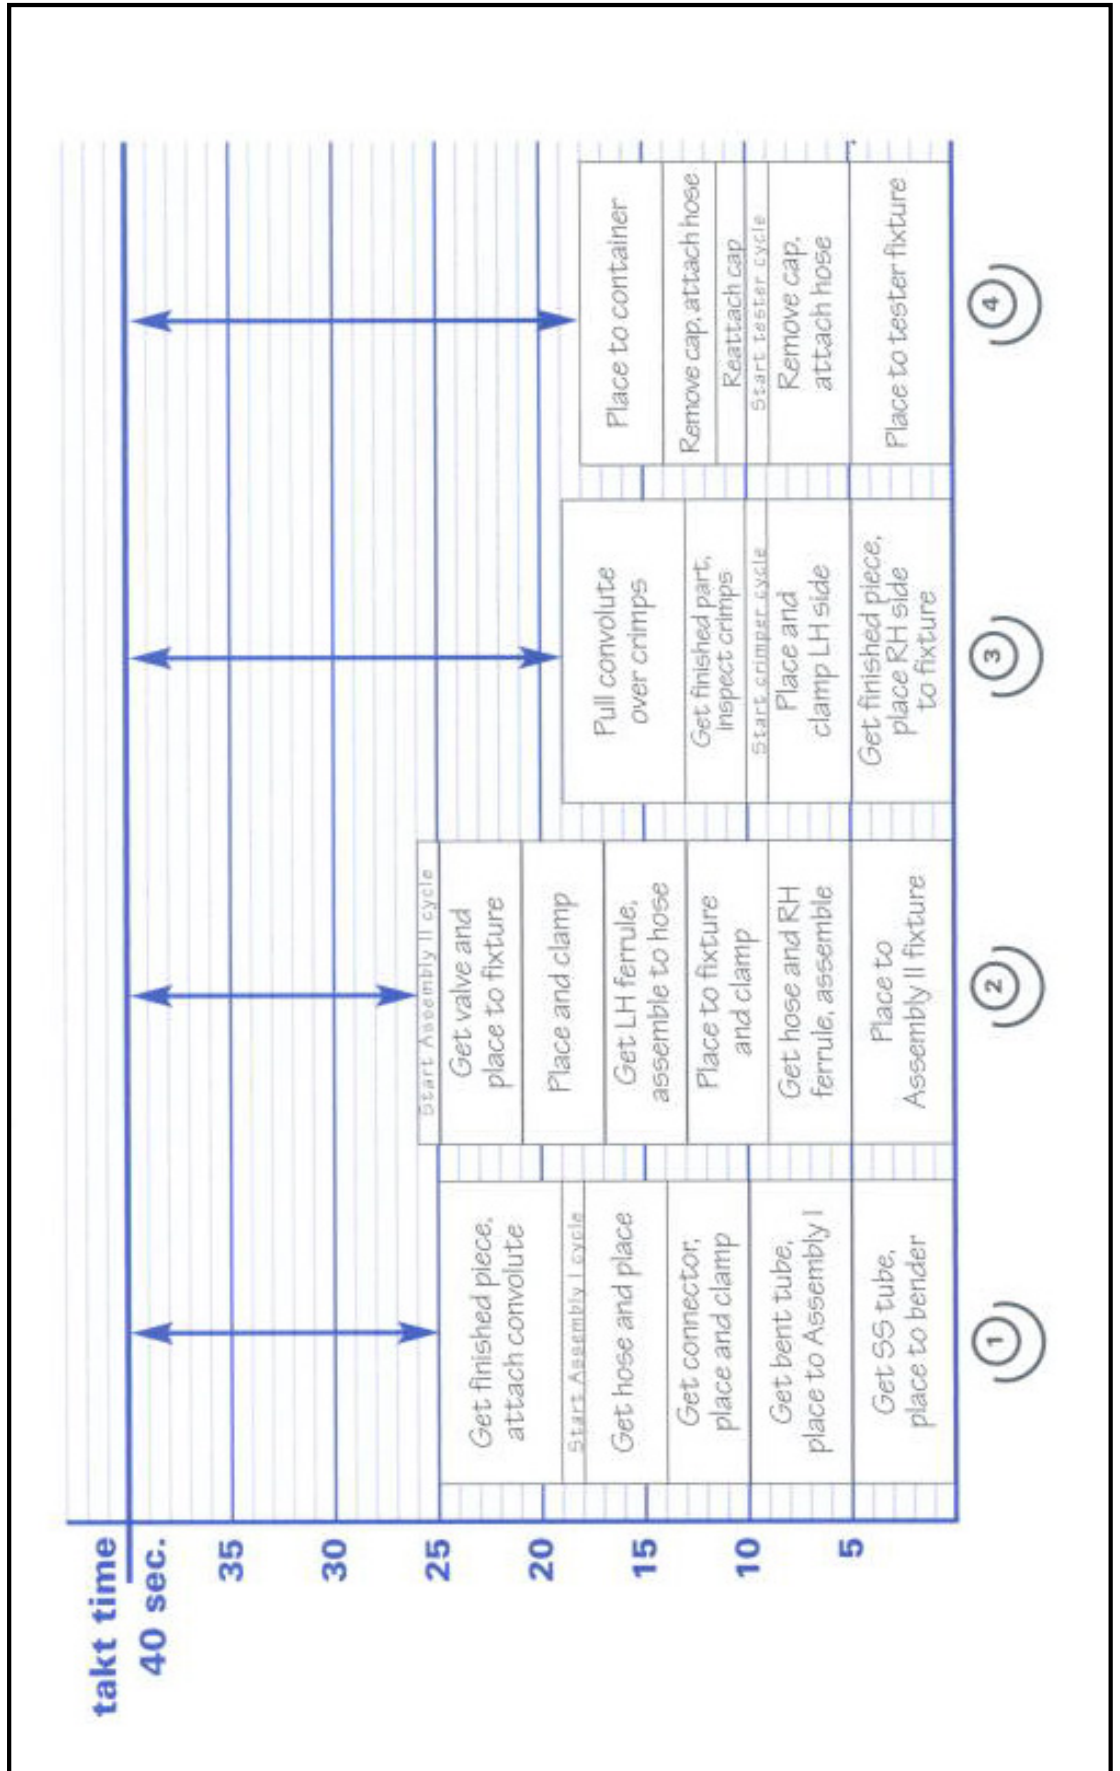 takt time
40 sec.
35
30
25
20
15
10
5
Get finished piece,
attach convolute
Start Assembly I cycle
Get hose and place
Get connector,
place and clamp
Get bent tube,
place to Assembly I
Get SS tube,
place to bender
1
Start Assembly II cycle
Get valve and
place to fixture
Place and clamp
Get LH ferrule,
assemble to hose
Place to fixture
and clamp
Get hose and RH
ferrule, assemble
Place to
Assembly II fixture
2
Pull convolute
over crimps
Get finished part,
inspect crimps
Start crimper cycle
Place and
clamp LH side
Get finished piece,
place RH side
to fixture
3
Place to container
Remove cap, attach hose
Reattach cap
Start tester cycle
Remove cap,
attach hose
Place to tester fixture
4